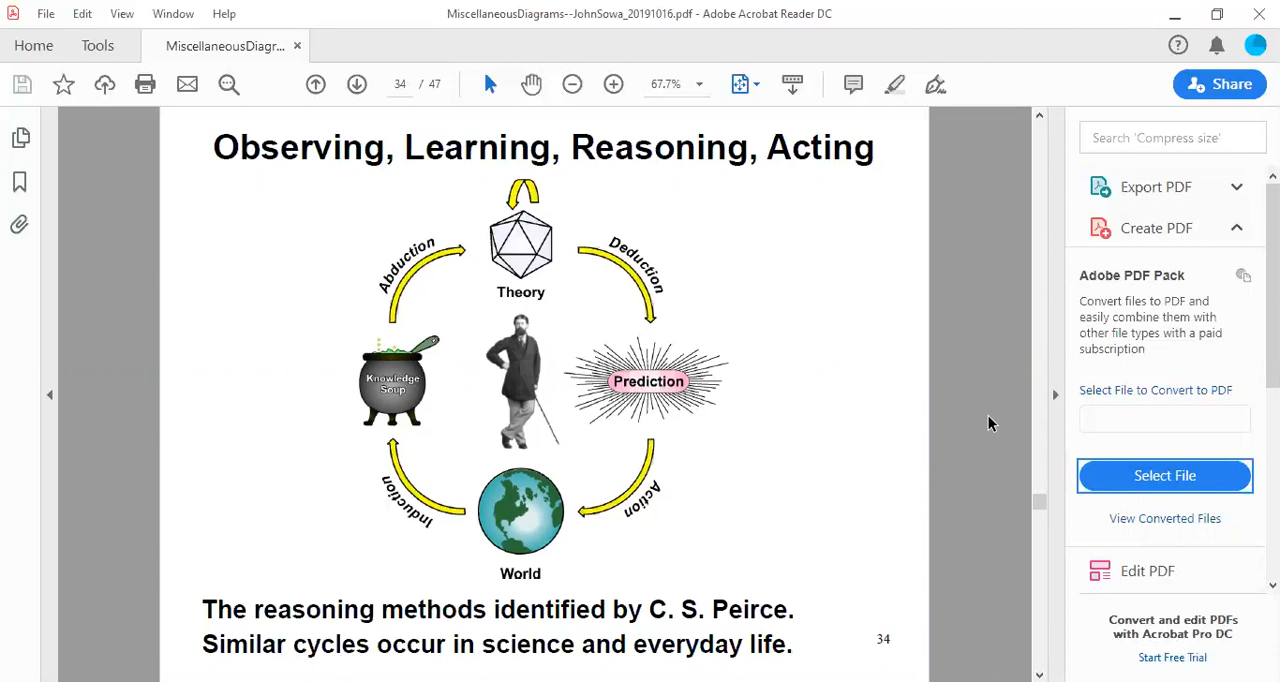 File Edit View Window Help
MiscellaneousDiagrams--JohnSowa_20191016.pdf - Adobe Acrobat Reader DC
Home Tools MiscellaneousDiagr... ×
34 / 47
67.7%
Share
Observing, Learning, Reasoning, Acting
Abduction
Deduction
Theory
Knowledge
Soup
Prediction
Induction
Action
World
The reasoning methods identified by C. S. Peirce.
Similar cycles occur in science and everyday life.
34
Search 'Compress size'
Export PDF
Create PDF
Adobe PDF Pack
Convert files to PDF and
easily combine them with
other file types with a paid
subscription
Select File to Convert to PDF
Select File
View Converted Files
Edit PDF
Convert and edit PDFs
with Acrobat Pro DC
Start Free Trial